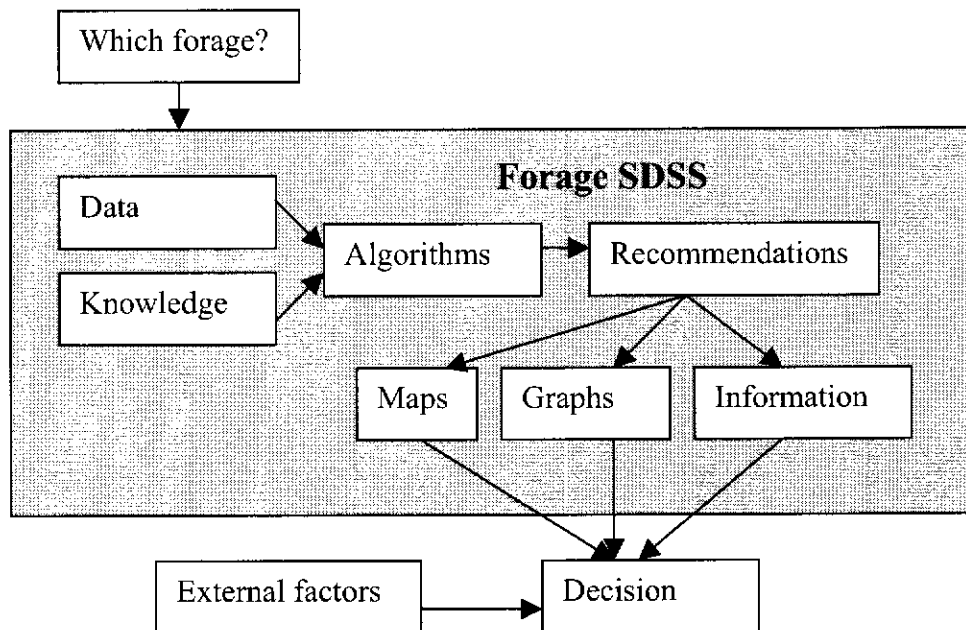 Which forage?
Forage SDSS
Data
Algorithms
Recommendations
Knowledge
Maps
Graphs
Information
External factors
Decision